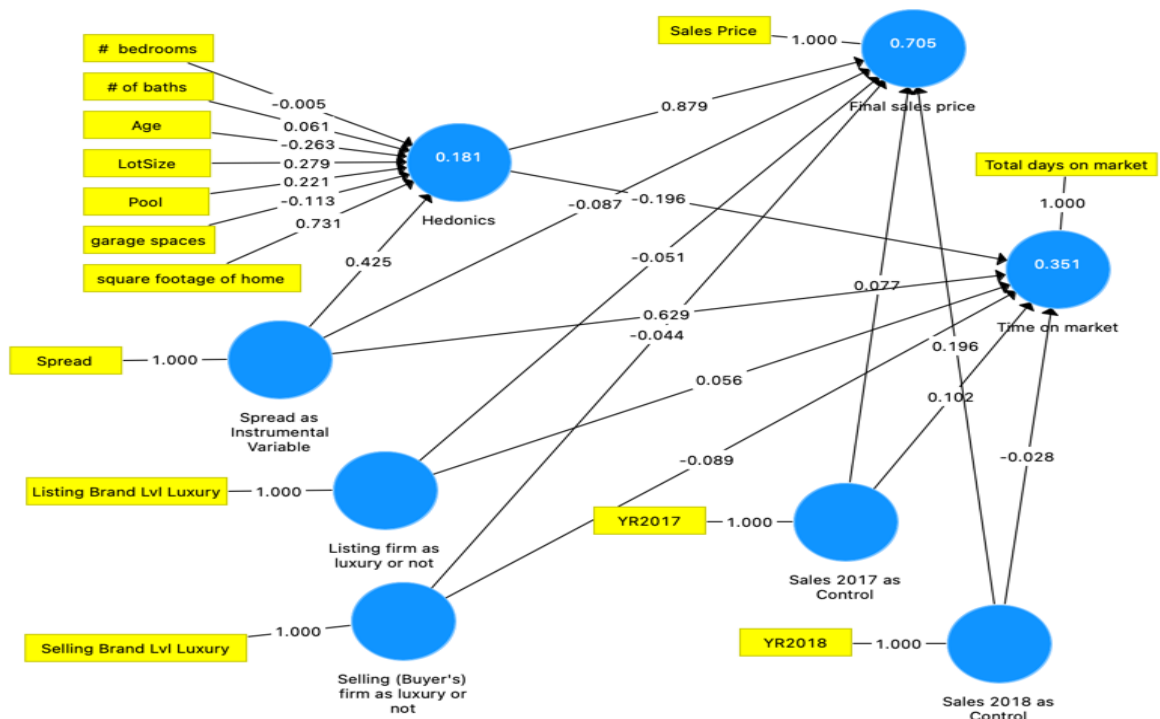 Sales Price
1.000
0.705
Final sales price
# bedrooms
# of baths
Age
LotSize
Pool
garage spaces
square footage of home
-0.005
0.061
-0.263
0.279
0.221
-0.113
0.731
0.181
Hedonics
0.879
-0.087
-0.196
Total days on market
1.000
0.351
Time on market
0.425
-0.051
0.077
0.629
-0.044
0.196
Spread
1.000
Spread as
Instrumental
Variable
0.056
0.102
-0.089
-0.028
Listing Brand Lvl Luxury
1.000
Listing firm as
luxury or not
YR2017
1.000
Sales 2017 as
Control
Selling Brand Lvl Luxury
1.000
Selling (Buyer's)
firm as luxury or
not
YR2018
1.000
Sales 2018 as
Control